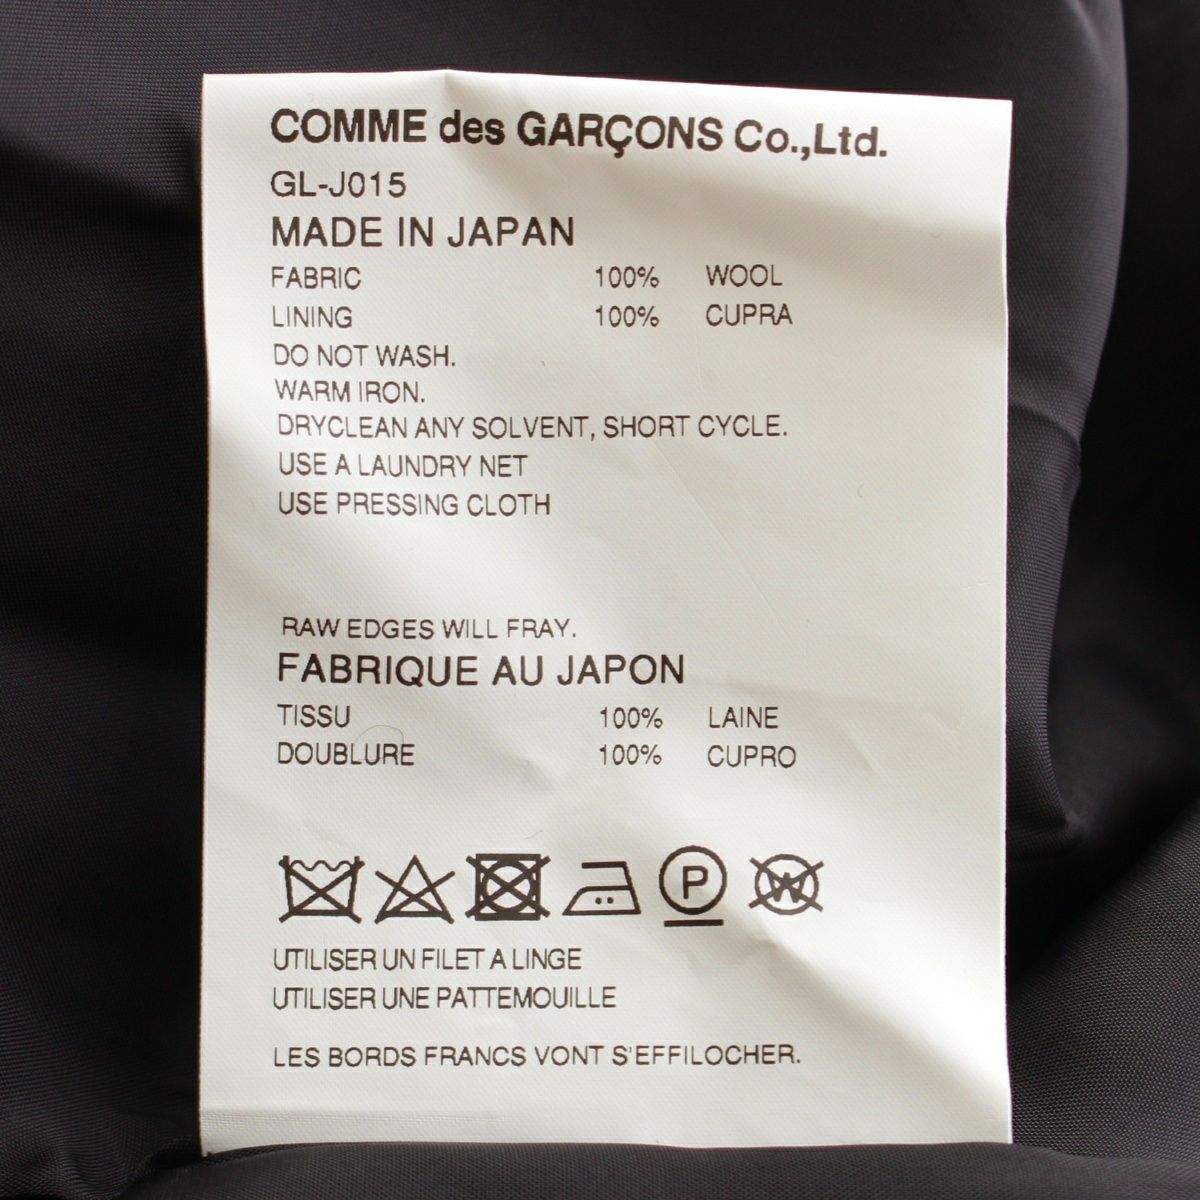 COMME des GARÇONS Co.,Ltd.
GL-J015
MADE IN JAPAN
FABRIC 100% WOOL
LINING 100% CUPRA
DO NOT WASH.
WARM IRON.
DRYCLEAN ANY SOLVENT, SHORT CYCLE.
USE A LAUNDRY NET
USE PRESSING CLOTH
RAW EDGES WILL FRAY.
FABRIQUE AU JAPON
TISSU 100% LAINE
DOUBLURE 100% CUPRO
P W
UTILISER UN FILET A LINGE
UTILISER UNE PATTEMOUILLE
LES BORDS FRANCS VONT S'EFFILOCHER.